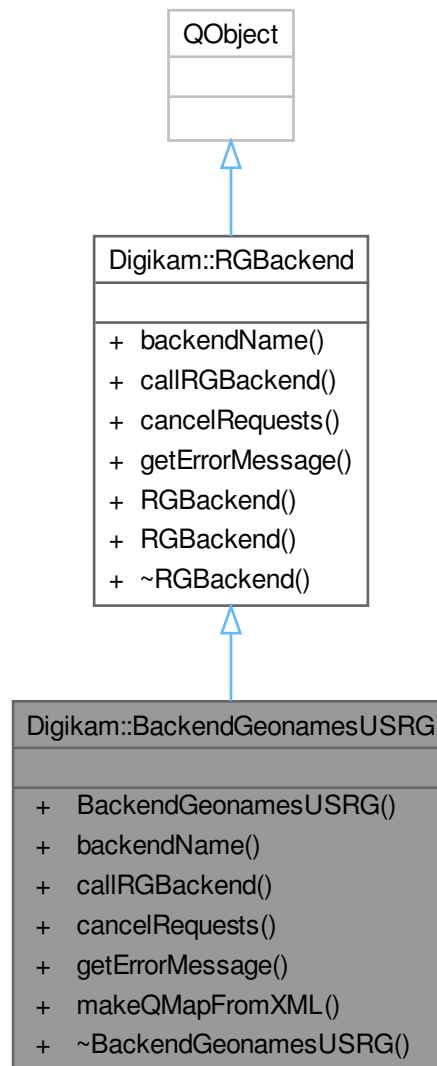 QObject
Digikam::RGBackend
+ backendName()
+ callRGBackend()
+ cancelRequests()
+ getErrorMessage()
+ RGBackend()
+ RGBackend()
+ ~RGBackend()
Digikam::BackendGeonamesUSRG
+ BackendGeonamesUSRG()
+ backendName()
+ callRGBackend()
+ cancelRequests()
+ getErrorMessage()
+ makeQMapFromXML()
+ ~BackendGeonamesUSRG()